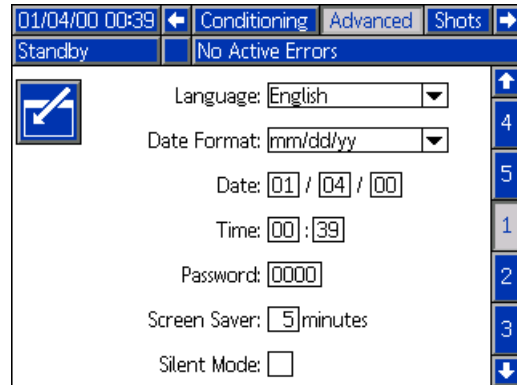 01/04/00 00:39 Conditioning Advanced Shots
Standby No Active Errors
Language: English
Date Format: mm/dd/yy
Date: 01 / 04 / 00
Time: 00 : 39
Password: 0000
Screen Saver: 5 minutes
Silent Mode:
4
5
1
2
3